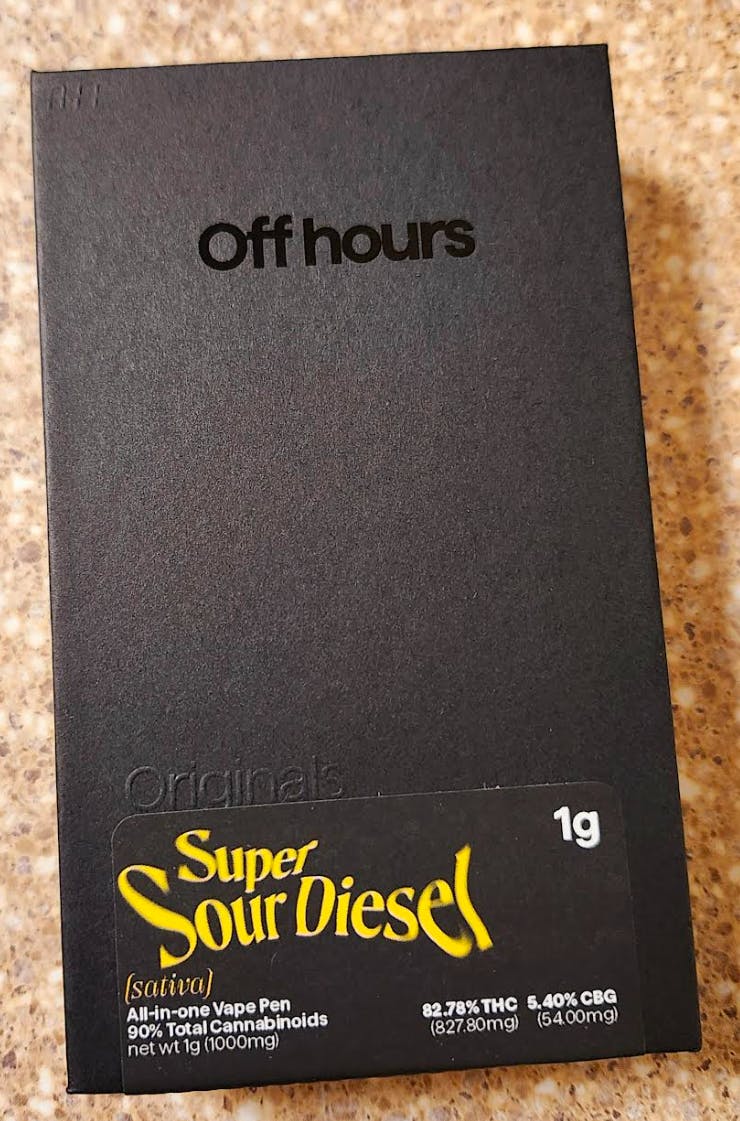 Off hours
Originals
1g
Super
Sour Diesel
(sativa)
All-in-one Vape Pen
90% Total Cannabinoids
net wt 1g (1000mg)
82.78% THC 5.40% CBG
(827.80mg) (54.00mg)